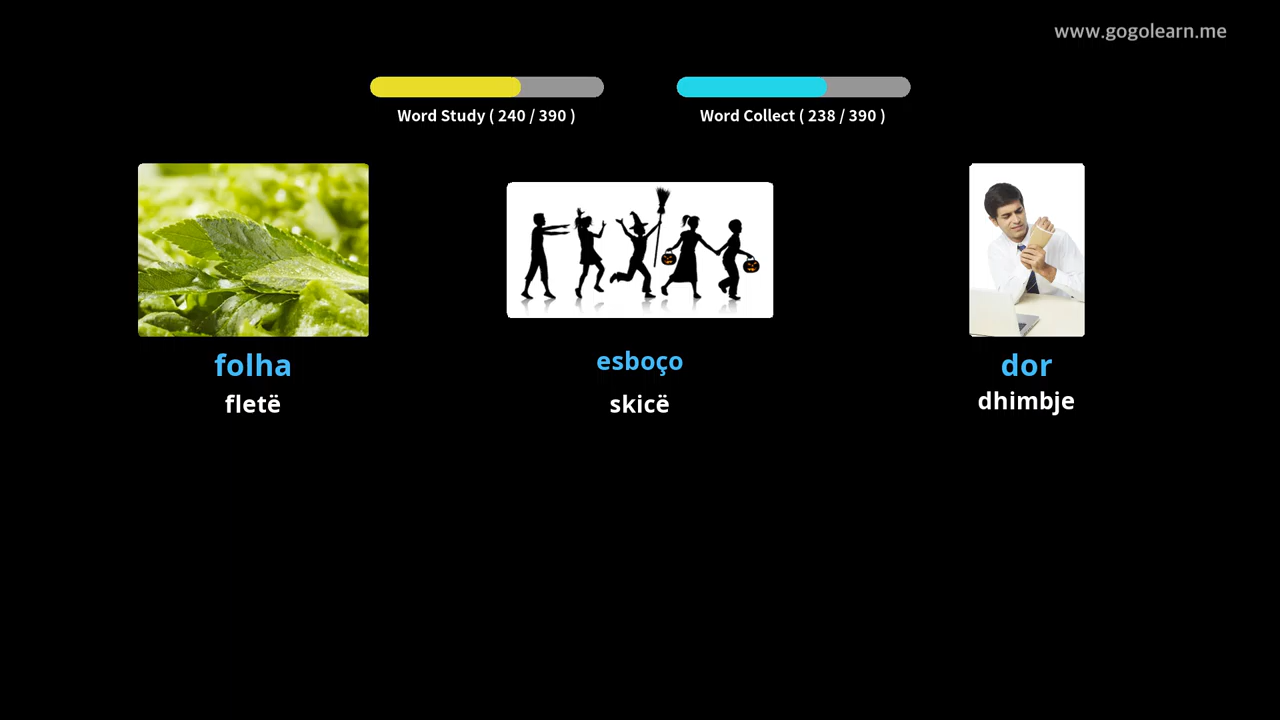 www.gogolearn.me
Word Study ( 240 / 390 )
Word Collect ( 238 / 390 )
folha
fletë
esboço
skicë
dor
dhimbje